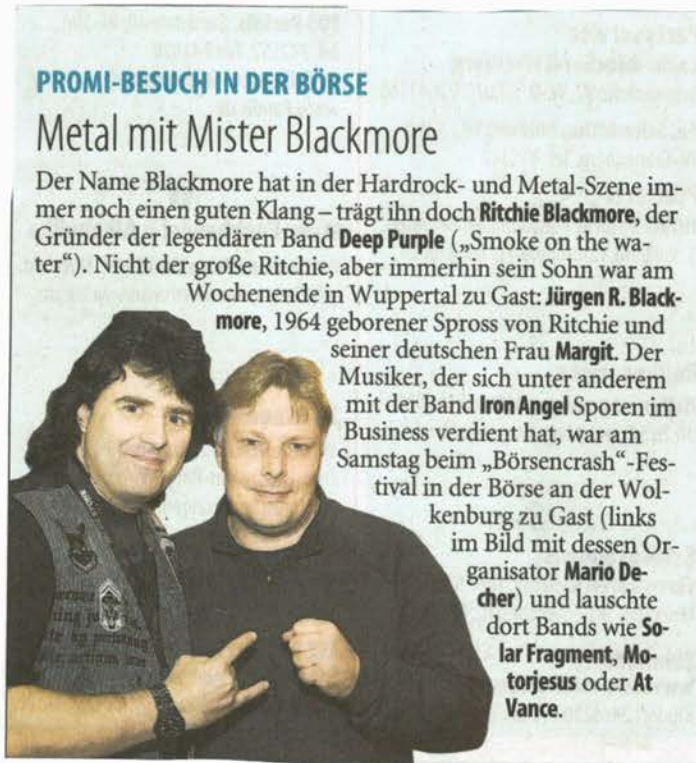 PROMI-BESUCH IN DER BÖRSE
Metal mit Mister Blackmore
Der Name Blackmore hat in der Hardrock- und Metal-Szene im-
mer noch einen guten Klang – trägt ihn doch Ritchie Blackmore, der
Gründer der legendären Band Deep Purple („Smoke on the wa-
ter“). Nicht der große Ritchie, aber immerhin sein Sohn war am
Wochenende in Wuppertal zu Gast: Jürgen R. Black-
more, 1964 geborener Spross von Ritchie und
seiner deutschen Frau Margit. Der
Musiker, der sich unter anderem
mit der Band Iron Angel Sporen im
Business verdient hat, war am
Samstag beim „Börsencrash“-Fes-
tival in der Börse an der Wol-
kenburg zu Gast (links
im Bild mit dessen Or-
ganisator Mario De-
cher) und lauschte
dort Bands wie So-
lar Fragment, Mo-
torjesus oder At
Vance.